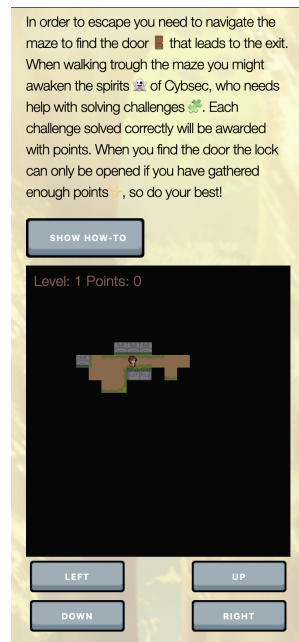 In order to escape you need to navigate the
maze to find the door 🚪 that leads to the exit.
When walking trough the maze you might
awaken the spirits 👻 of Cybsec, who needs
help with solving challenges 🍀. Each
challenge solved correctly will be awarded
with points. When you find the door the lock
can only be opened if you have gathered
enough points✨, so do your best!
SHOW HOW-TO
Level: 1 Points: 0
LEFT
UP
DOWN
RIGHT